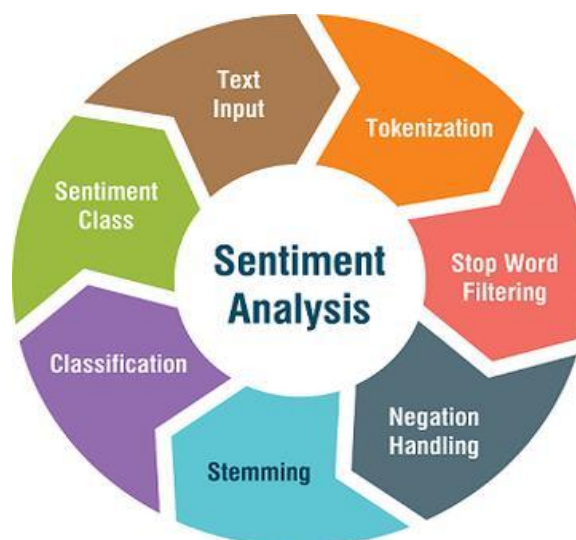 Text
Input
Tokenization
Stop Word
Filtering
Negation
Handling
Stemming
Classification
Sentiment
Class
Sentiment
Analysis